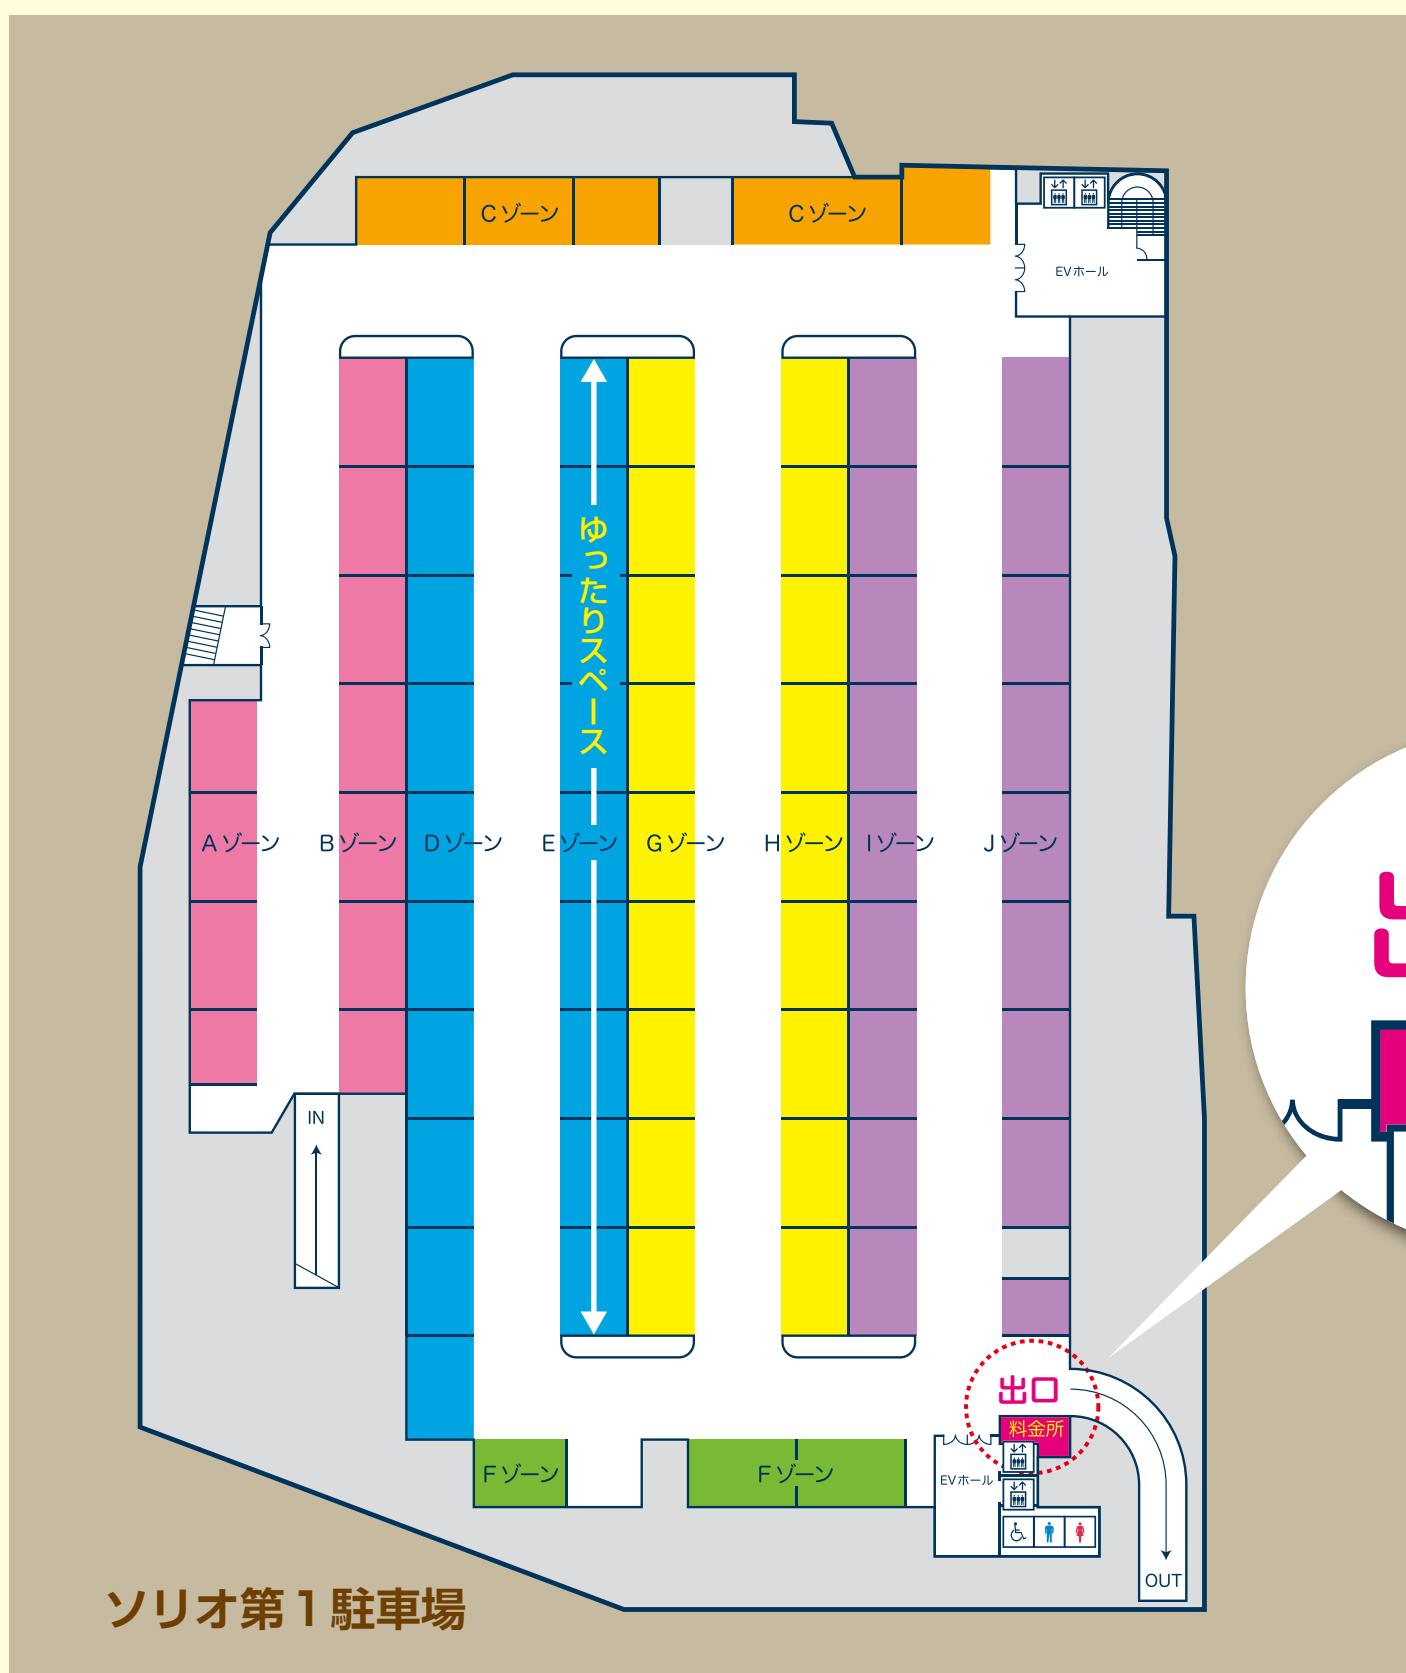 Cゾーン
Cゾーン
EVホール
ゆったりスペース
Aゾーン
Bゾーン
Dゾーン
Eゾーン
Gゾーン
Hゾーン
Iゾーン
Jゾーン
IN
出口
料金所
Fゾーン
Fゾーン
EVホール
OUT
ソリオ第1駐車場